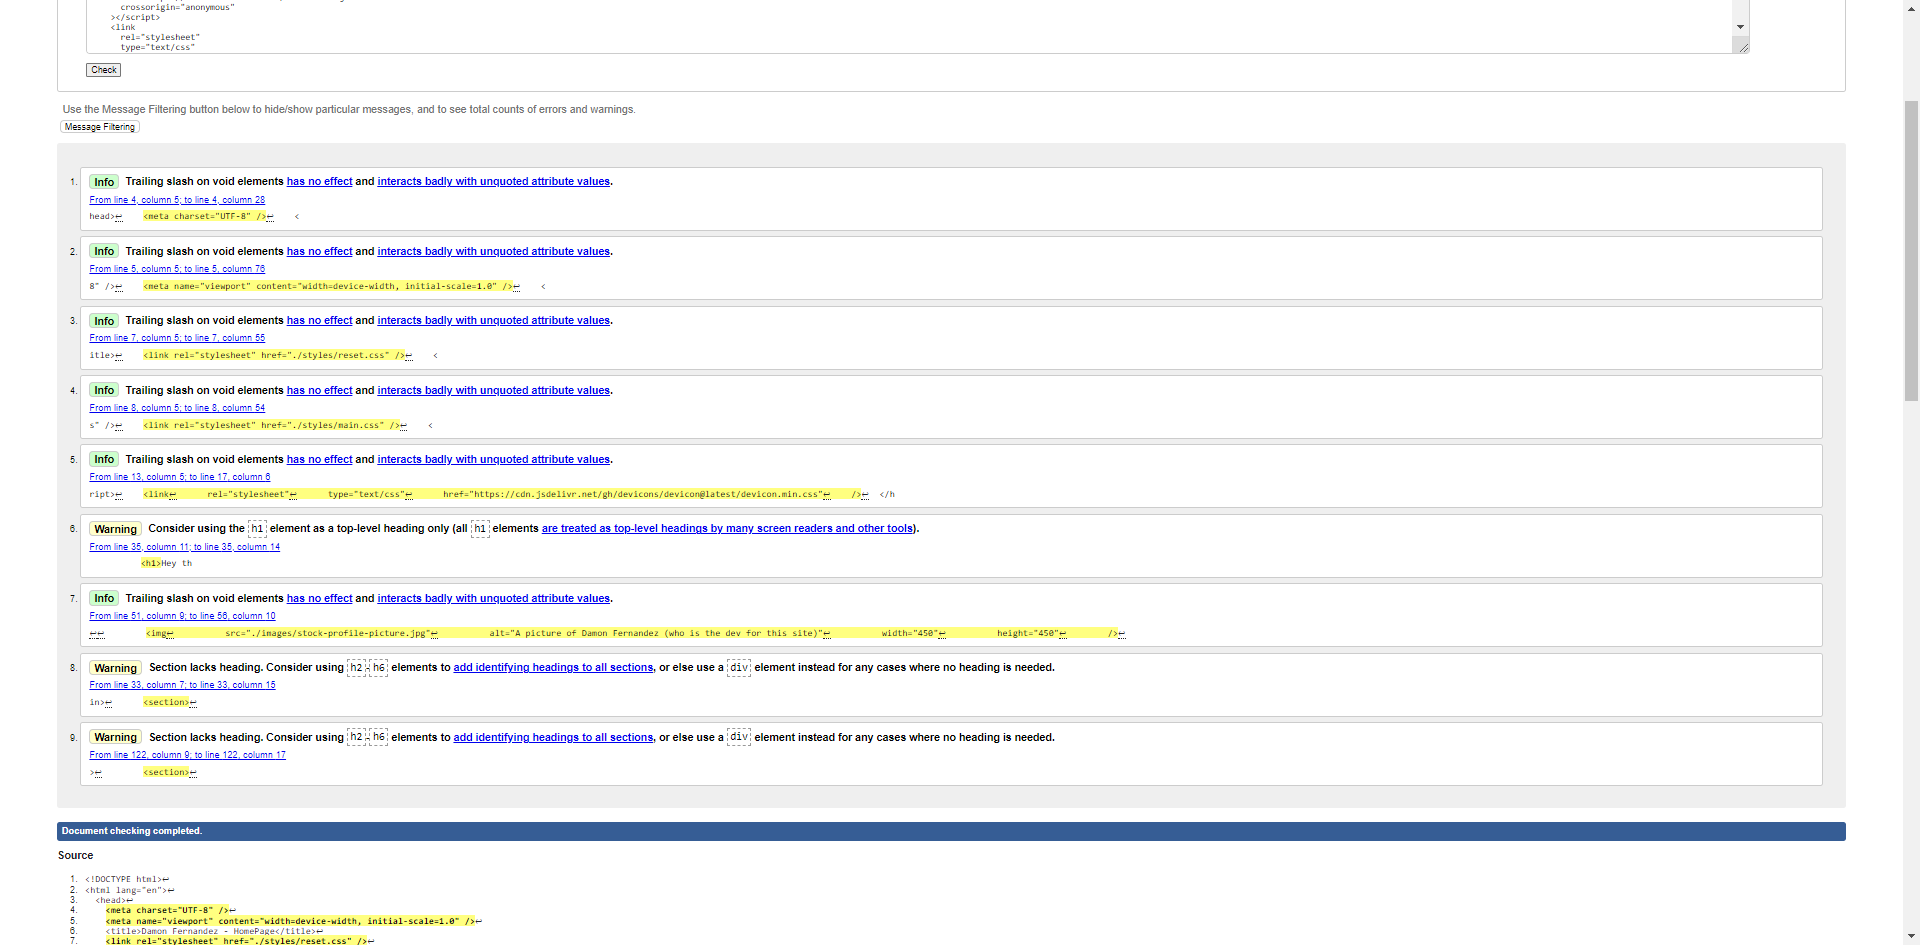 crossorigin="anonymous"
></script>
<link
rel="stylesheet"
type="text/css"
Check
Use the Message Filtering button below to hide/show particular messages, and to see total counts of errors and warnings.
Message Filtering
1. Info Trailing slash on void elements has no effect and interacts badly with unquoted attribute values.
From line 4, column 5; to line 4, column 28
head>↩ <meta charset="UTF-8" />↩ <
2. Info Trailing slash on void elements has no effect and interacts badly with unquoted attribute values.
From line 5, column 5; to line 5, column 76
8" />↩ <meta name="viewport" content="width=device-width, initial-scale=1.0" />↩ <
3. Info Trailing slash on void elements has no effect and interacts badly with unquoted attribute values.
From line 7, column 5; to line 7, column 55
itle>↩ <link rel="stylesheet" href="./styles/reset.css" />↩ <
4. Info Trailing slash on void elements has no effect and interacts badly with unquoted attribute values.
From line 8, column 5; to line 8, column 54
s" />↩ <link rel="stylesheet" href="./styles/main.css" />↩ <
5. Info Trailing slash on void elements has no effect and interacts badly with unquoted attribute values.
From line 13, column 5; to line 17, column 6
ript>↩ <link↩ rel="stylesheet"↩ type="text/css"↩ href="https://cdn.jsdelivr.net/gh/devicons/devicon@latest/devicon.min.css"↩ />↩ </h
6. Warning Consider using the h1 element as a top-level heading only (all h1 elements are treated as top-level headings by many screen readers and other tools).
From line 35, column 11; to line 35, column 14
<h1>Hey th
7. Info Trailing slash on void elements has no effect and interacts badly with unquoted attribute values.
From line 51, column 9; to line 56, column 10
↩↩ <img↩ src="./images/stock-profile-picture.jpg"↩ alt="A picture of Damon Fernandez (who is the dev for this site)"↩ width="450"↩ height="450"↩ />↩
8. Warning Section lacks heading. Consider using h2-h6 elements to add identifying headings to all sections, or else use a div element instead for any cases where no heading is needed.
From line 33, column 7; to line 33, column 15
in>↩ <section>↩
9. Warning Section lacks heading. Consider using h2-h6 elements to add identifying headings to all sections, or else use a div element instead for any cases where no heading is needed.
From line 122, column 9; to line 122, column 17
>↩ <section>↩
Document checking completed.
Source
1. <!DOCTYPE html>↩
2. <html lang="en">↩
3. <head>↩
4. <meta charset="UTF-8" />↩
5. <meta name="viewport" content="width=device-width, initial-scale=1.0" />↩
6. <title>Damon Fernandez - HomePage</title>↩
7. <link rel="stylesheet" href="./styles/reset.css" />↩